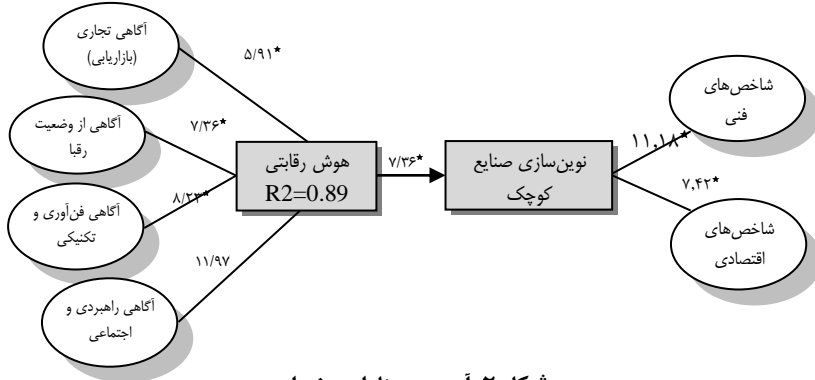 آگاهی تجاری
(بازاریابی)
۵/۹۱*
آگاهی از وضعیت
رقبا
۷/۳۶*
آگاهی فن‌آوری و
تکنیکی
۸/۲۳*
آگاهی راهبردی و
اجتماعی
۱۱/۹۷
هوش رقابتی
R2=0.89
۷/۳۶*
نوین‌سازی صنایع
کوچک
شاخص‌های
فنی
۱۱,۱۸*
شاخص‌های
اقتصادی
۷,۴۲*